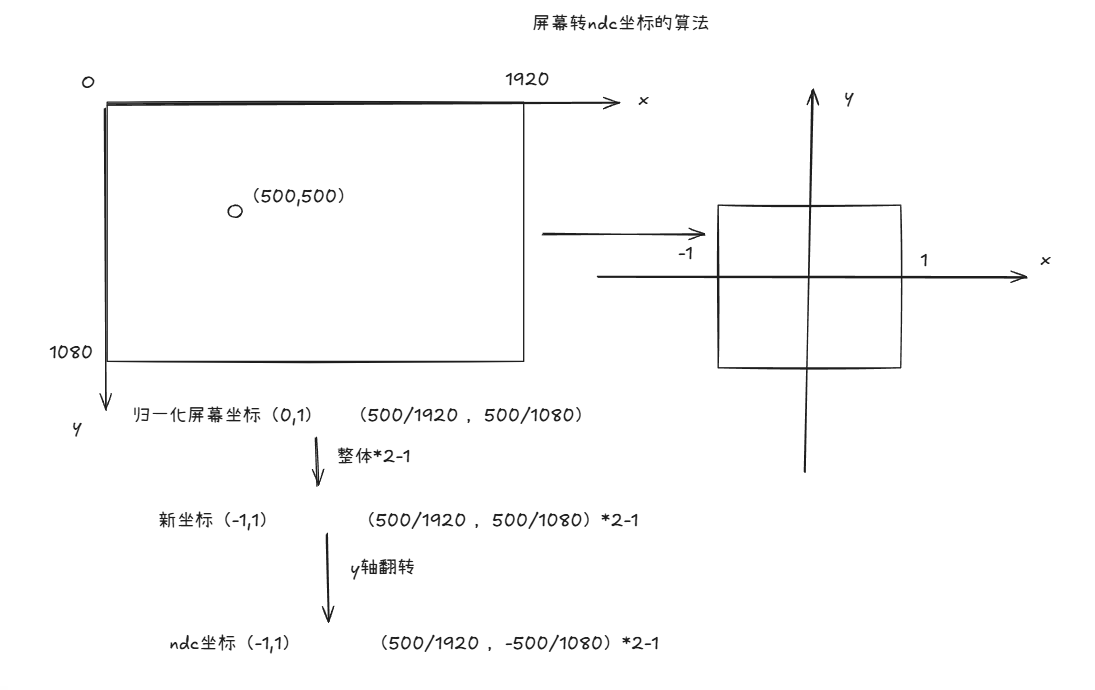 屏幕转ndc坐标的算法
0
1920
x
y
(500,500)
-1
1
x
1080
y
归一化屏幕坐标（0,1） （500/1920 ，500/1080）
整体*2-1
新坐标（-1,1） （500/1920 ，500/1080）*2-1
y轴翻转
ndc坐标（-1,1） （500/1920 ，-500/1080）*2-1